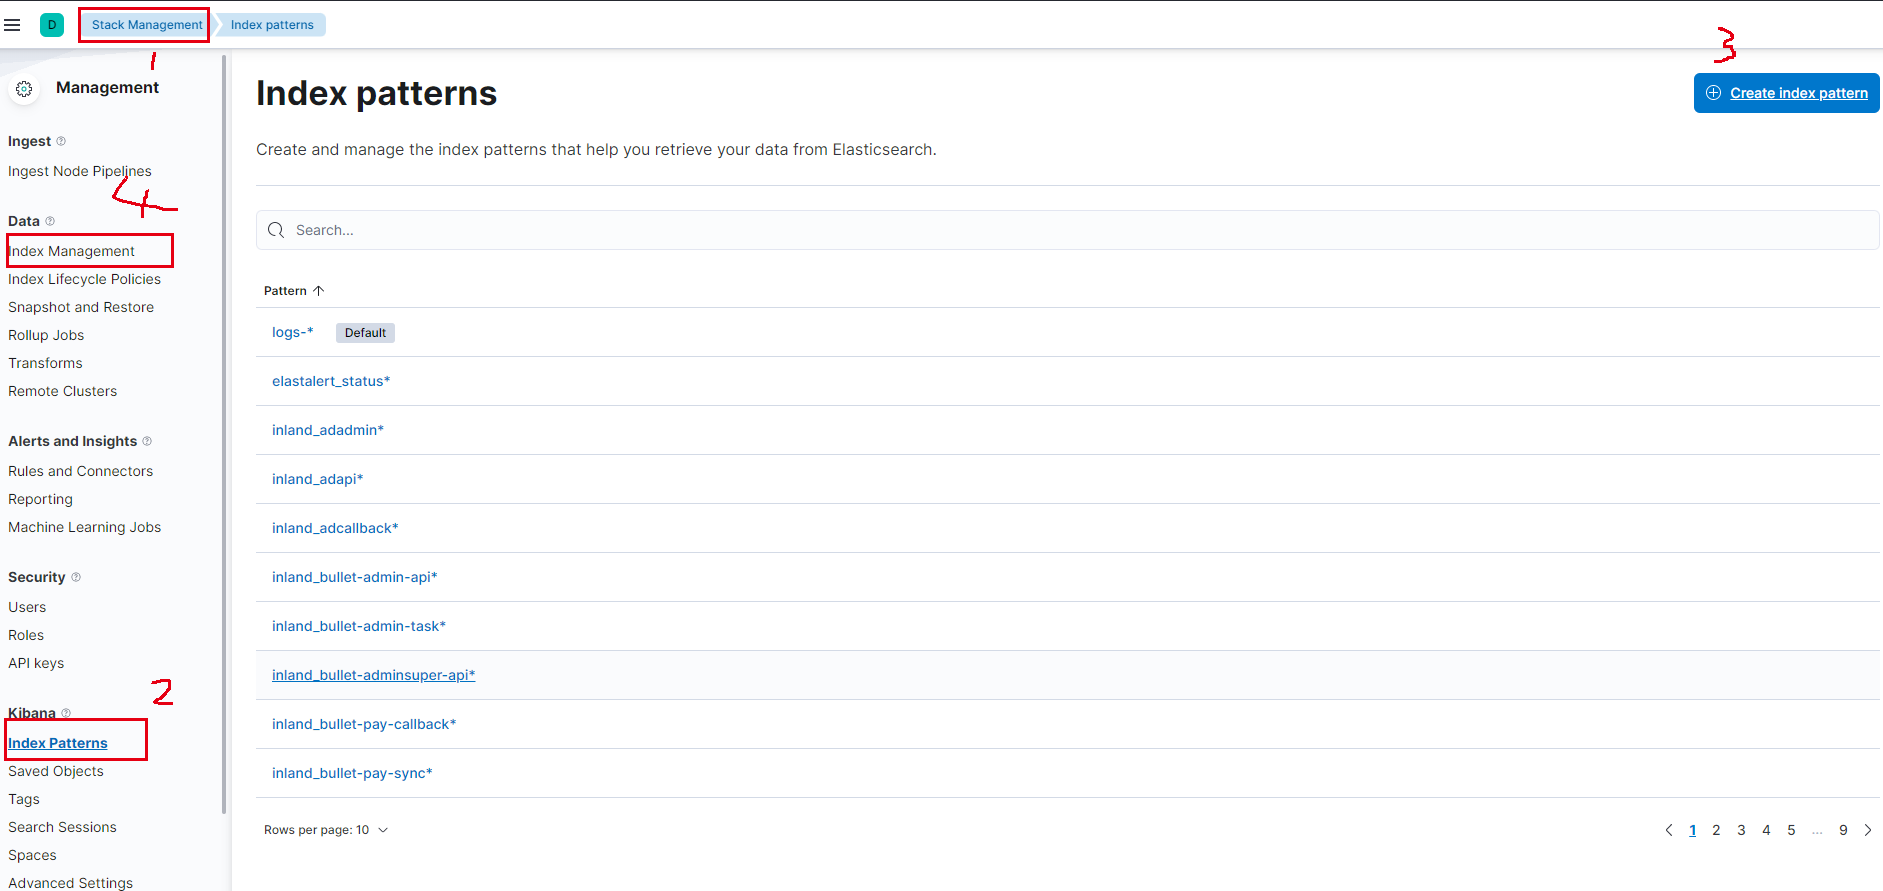 D Stack Management Index patterns
1
3
Management
Index patterns
Create index pattern
Ingest
Create and manage the index patterns that help you retrieve your data from Elasticsearch.
Ingest Node Pipelines
4
Data
Search...
Index Management
Index Lifecycle Policies
Snapshot and Restore
Rollup Jobs
Transforms
Remote Clusters
Alerts and Insights
Rules and Connectors
Reporting
Machine Learning Jobs
Security
Users
Roles
API keys
2
Kibana
Index Patterns
Saved Objects
Tags
Search Sessions
Spaces
Advanced Settings
Pattern
logs-* Default
elastalert_status*
inland_adadmin*
inland_adapi*
inland_adcallback*
inland_bullet-admin-api*
inland_bullet-admin-task*
inland_bullet-adminsuper-api*
inland_bullet-pay-callback*
inland_bullet-pay-sync*
Rows per page: 10
1 2 3 4 5 ... 9